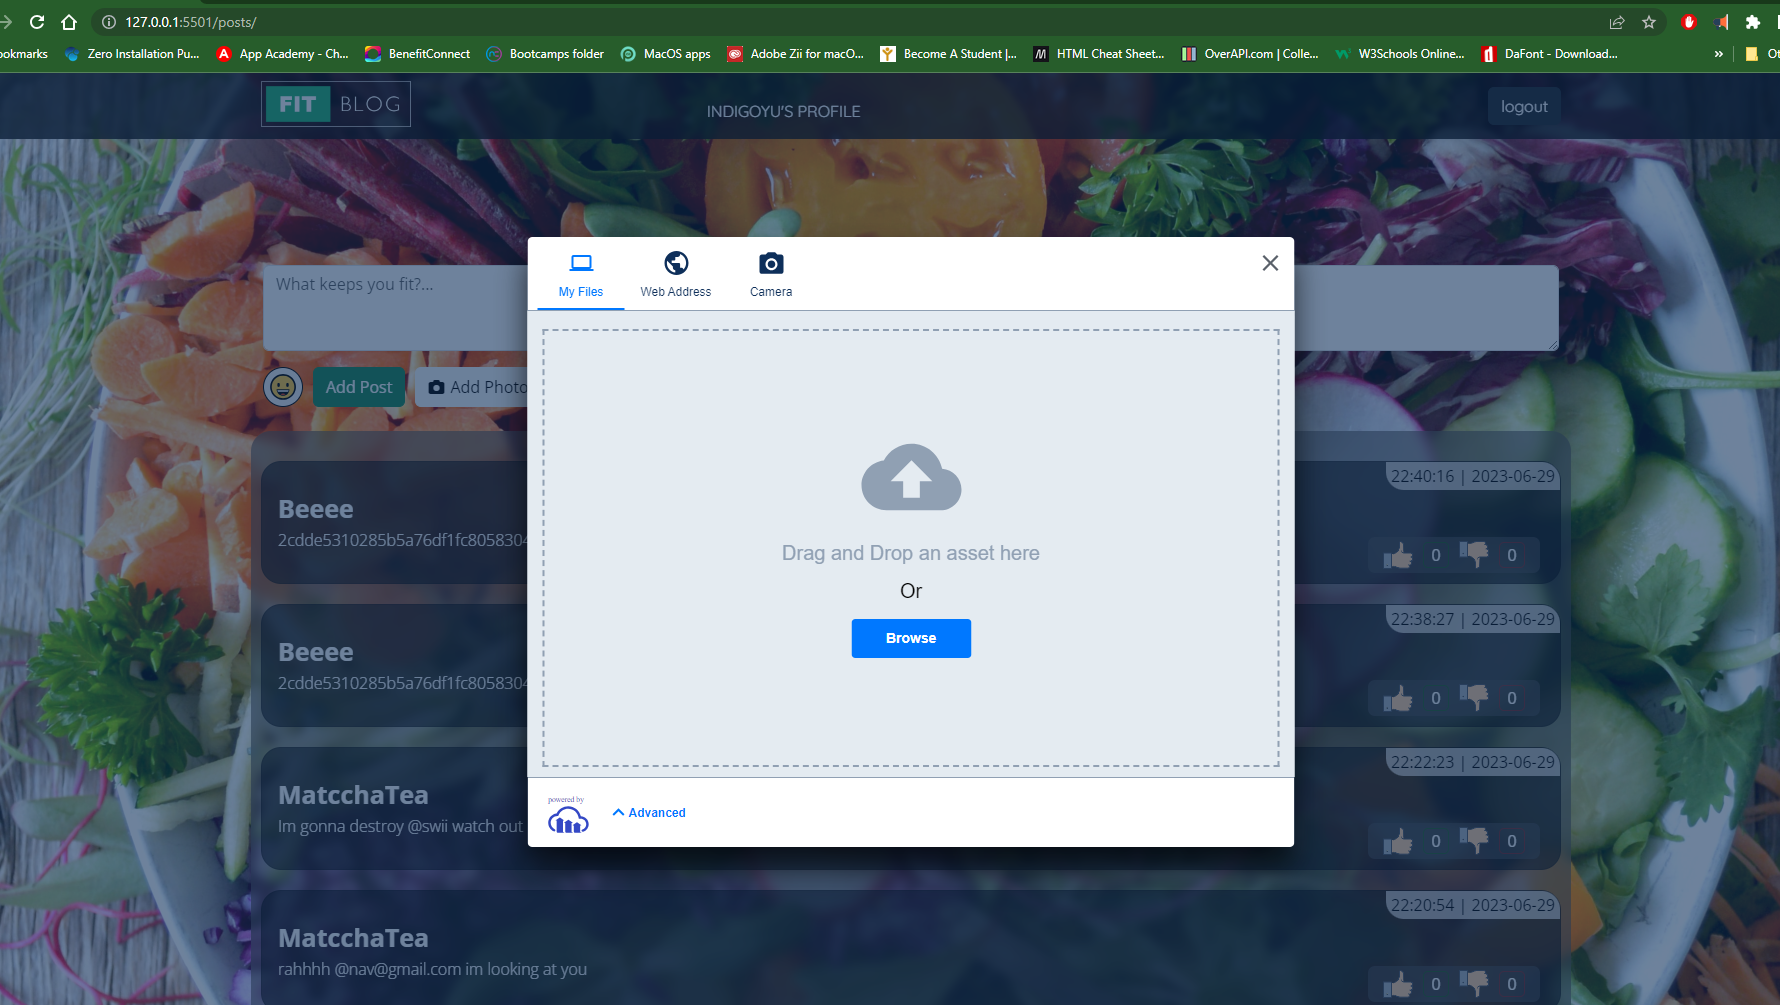 127.0.0.1:5501/posts/
ookmarks
Zero Installation Pu...
App Academy - Ch...
BenefitConnect
Bootcamps folder
MacOS apps
Adobe Zii for macO...
Become A Student |...
HTML Cheat Sheet...
OverAPI.com | Colle...
W3Schools Online...
DaFont - Download...
»
Ot
FIT BLOG
INDIGOYU'S PROFILE
logout
My Files
Web Address
Camera
What keeps you fit?...
Add Post
Add Photo
Drag and Drop an asset here
Or
Browse
powered by
Advanced
22:40:16 | 2023-06-29
Beeee
2cdde5310285b5a76df1fc8058304
0 0
22:38:27 | 2023-06-29
Beeee
2cdde5310285b5a76df1fc8058304
0 0
22:22:23 | 2023-06-29
MatcchaTea
Im gonna destroy @swii watch out
0 0
22:20:54 | 2023-06-29
MatcchaTea
rahhhh @nav@gmail.com im looking at you
0 0